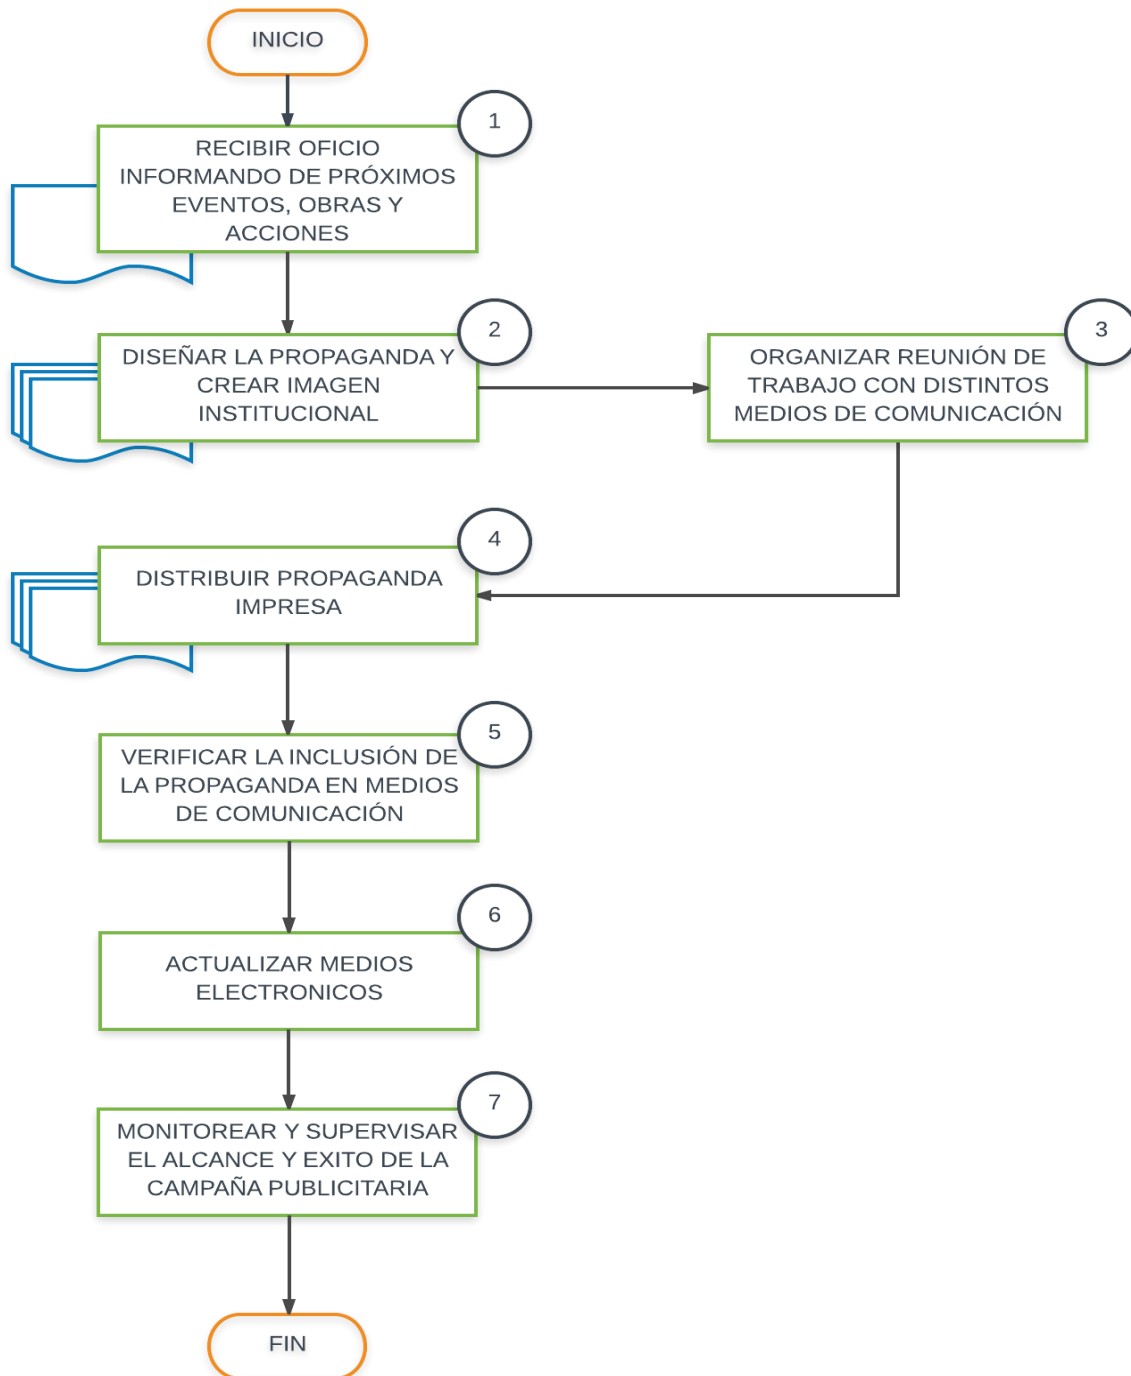 INICIO
1
RECIBIR OFICIO
INFORMANDO DE PRÓXIMOS
EVENTOS, OBRAS Y
ACCIONES
2
DISEÑAR LA PROPAGANDA Y
CREAR IMAGEN
INSTITUCIONAL
3
ORGANIZAR REUNIÓN DE
TRABAJO CON DISTINTOS
MEDIOS DE COMUNICACIÓN
4
DISTRIBUIR PROPAGANDA
IMPRESA
5
VERIFICAR LA INCLUSIÓN DE
LA PROPAGANDA EN MEDIOS
DE COMUNICACIÓN
6
ACTUALIZAR MEDIOS
ELECTRONICOS
7
MONITOREAR Y SUPERVISAR
EL ALCANCE Y EXITO DE LA
CAMPAÑA PUBLICITARIA
FIN